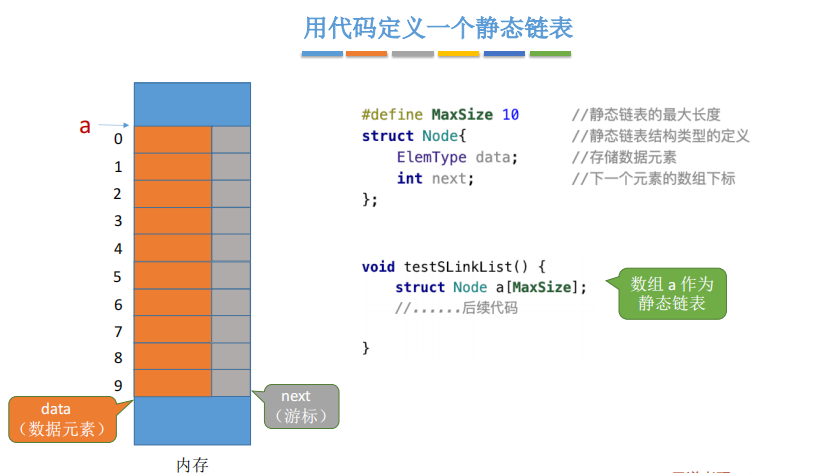 用代码定义一个静态链表
a
0
1
2
3
4
5
6
7
8
9
data
（数据元素）
next
（游标）
内存
#define MaxSize 10 //静态链表的最大长度
struct Node{ //静态链表结构类型的定义
ElemType data; //存储数据元素
int next; //下一个元素的数组下标
};
void testSLinkList() {
struct Node a[MaxSize];
//......后续代码
}
数组 a 作为
静态链表